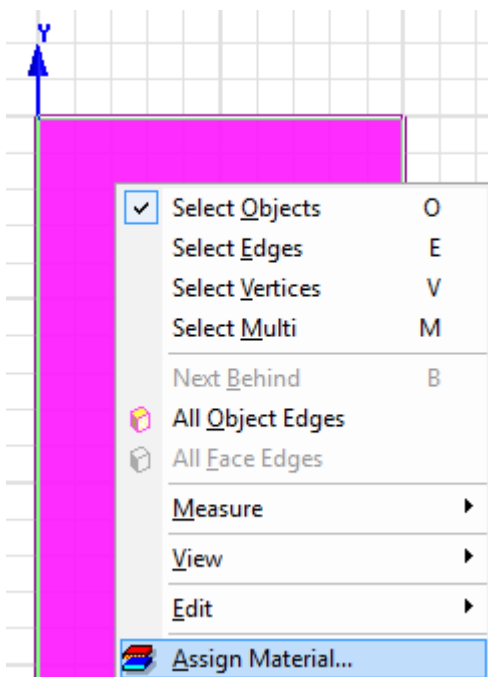 Y
Select Objects O
Select Edges E
Select Vertices V
Select Multi M
Next Behind B
All Object Edges
All Face Edges
Measure
View
Edit
Assign Material...